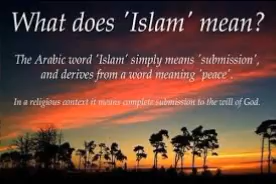 What does 'Islam' mean?
The Arabic word 'Islam' simply means 'submission',
and derives from a word meaning 'peace'.
In a religious context it means complete submission to the will of God.